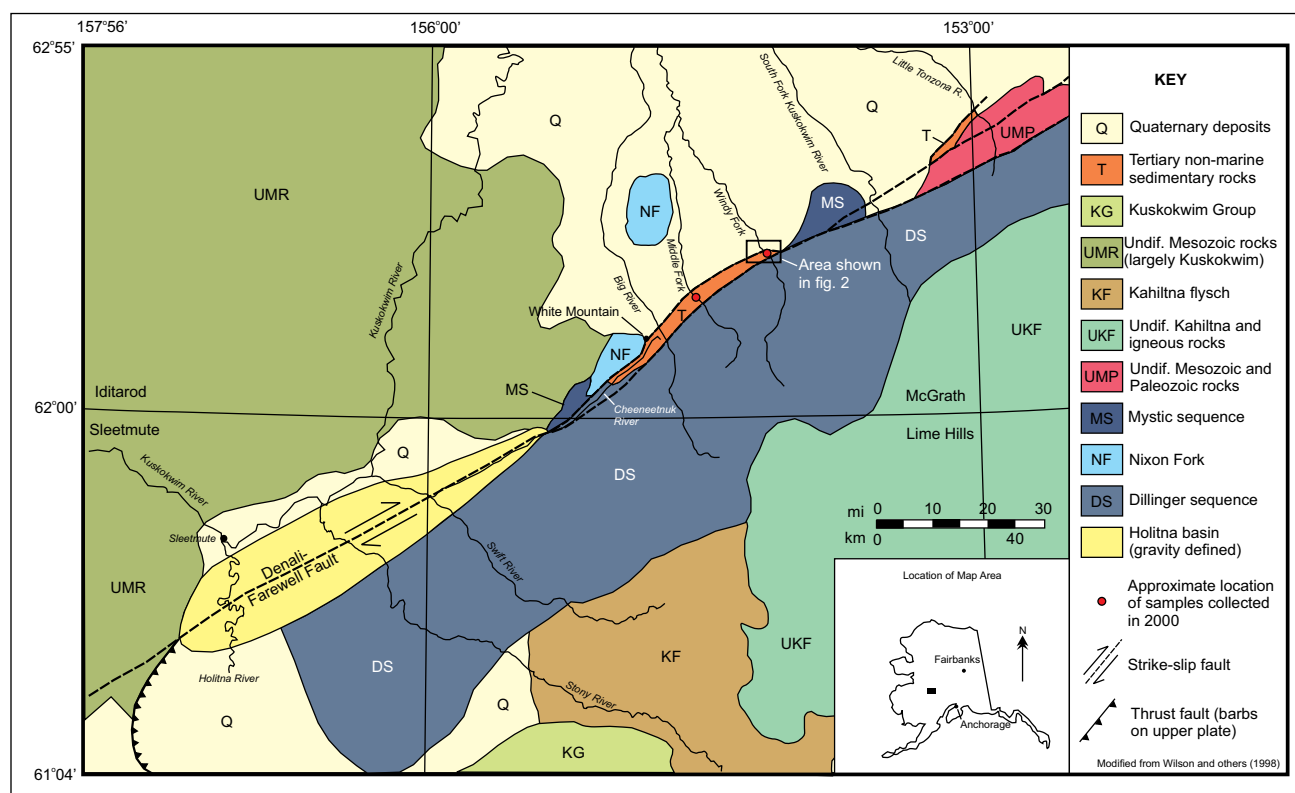 157°56’
156°00’
153°00’
62°55’
62°00’
61°04’
Little Tonzona R.
South Fork Kuskokwim River
Q
Q
T
UMP
UMR
Kuskokwim River
NF
Middle Fork
Windy Fork
MS
DS
Area shown
in fig. 2
Big River
White Mountain
T
UKF
NF
MS
Cheeneetnuk
River
Iditarod
McGrath
Sleetmute
Lime Hills
Q
DS
Kuskokwim River
Sleetmute
Denali-
Farewell Fault
Swift River
UMR
Holitna River
DS
Q
Q
Stony River
KF
UKF
KG
mi
0 10 20 30
km
0 20 40
Location of Map Area
N
Fairbanks
Anchorage
KEY
Q Quaternary deposits
T Tertiary non-marine
sedimentary rocks
KG Kuskokwim Group
UMR Undif. Mesozoic rocks
(largely Kuskokwim)
KF Kahiltna flysch
UKF Undif. Kahiltna and
igneous rocks
UMP Undif. Mesozoic and
Paleozoic rocks
MS Mystic sequence
NF Nixon Fork
DS Dillinger sequence
Holitna basin
(gravity defined)
Approximate location
of samples collected
in 2000
Strike-slip fault
Thrust fault (barbs
on upper plate)
Modified from Wilson and others (1998)